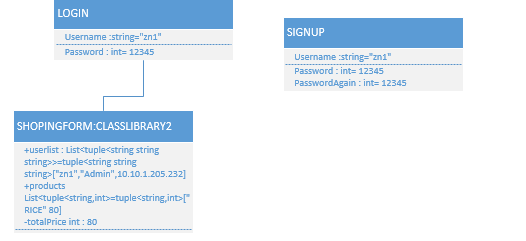 LOGIN
Username :string="zn1"
Password : int= 12345
SIGNUP
Username :string="zn1"
Password : int= 12345
PasswordAgain : int= 12345
SHOPINGFORM:CLASSLIBRARY2
+userlist : List<tuple<string string
string>>=tuple<string string
string>["zn1","Admin",10.10.1.205.232]
+products
List<tuple<string,int>=tuple<string,int>["
RICE" 80]
-totalPrice int : 80